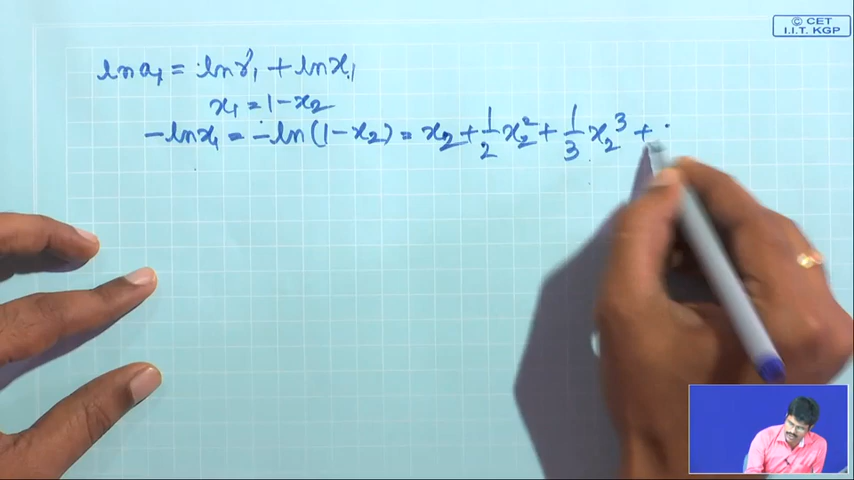 © CET
I.I.T. KGP
ln a₁ = ln γ₁ + ln x₁
x₁ = 1 - x₂
- ln x₁ = - ln (1 - x₂) = x₂ + 1/2 x₂² + 1/3 x₂³ + ·